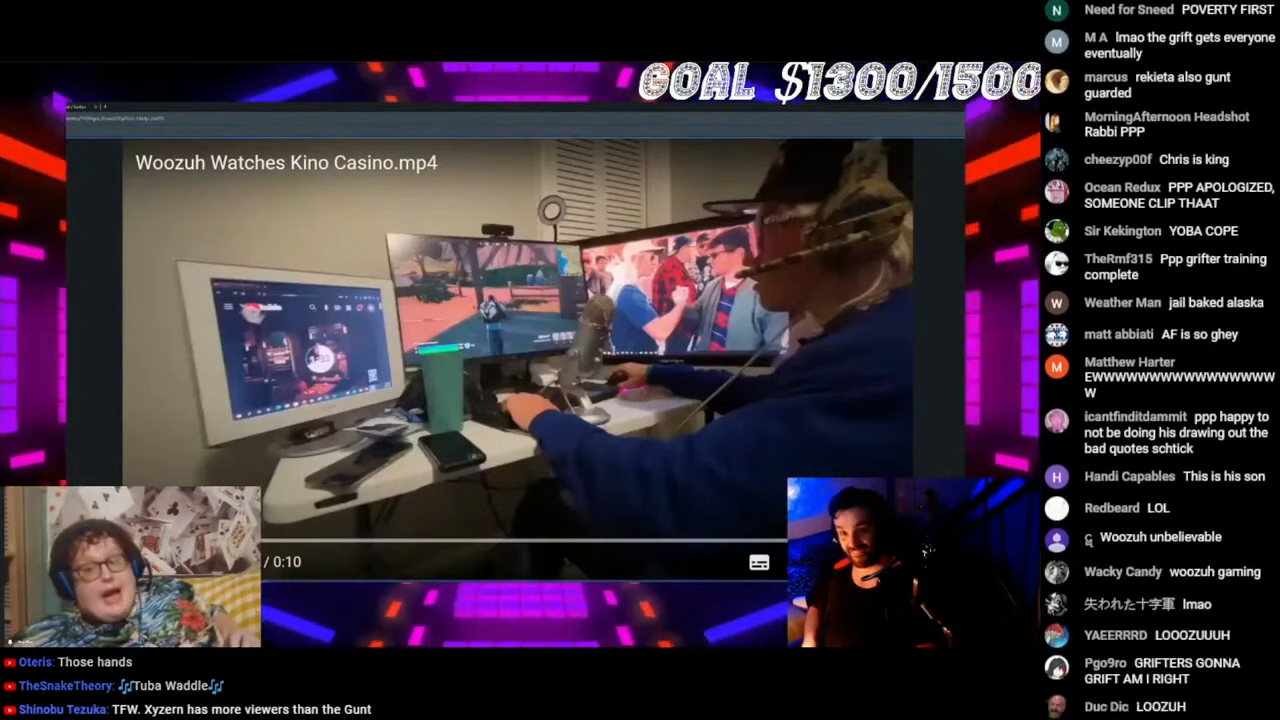 GOAL $1300/1500
Woozuh Watches Kino Casino.mp4
/ 0:10
Oteris: Those hands
TheSnakeTheory: 🎶Tuba Waddle🎶
Shinobu Tezuka: TFW. Xyzern has more viewers than the Gunt
Need for Sneed POVERTY FIRST
M A lmao the grift gets everyone
eventually
marcus rekieta also gunt
guarded
MorningAfternoon Headshot
Rabbi PPP
cheezyp00f Chris is king
Ocean Redux PPP APOLOGIZED,
SOMEONE CLIP THAAT
Sir Kekington YOBA COPE
TheRmf315 Ppp grifter training
complete
Weather Man jail baked alaska
matt abbiati AF is so ghey
Matthew Harter
EWWWWWWWWWWWWWWWW
W
icantfinditdammit ppp happy to
not be doing his drawing out the
bad quotes schtick
Handi Capables This is his son
Redbeard LOL
Woozuh unbelievable
Wacky Candy woozuh gaming
失われた十字軍 lmao
YAEERRRD LOOOZUUUH
Pgo9ro GRIFTERS GONNA
GRIFT AM I RIGHT
Duc Dic LOOZUH